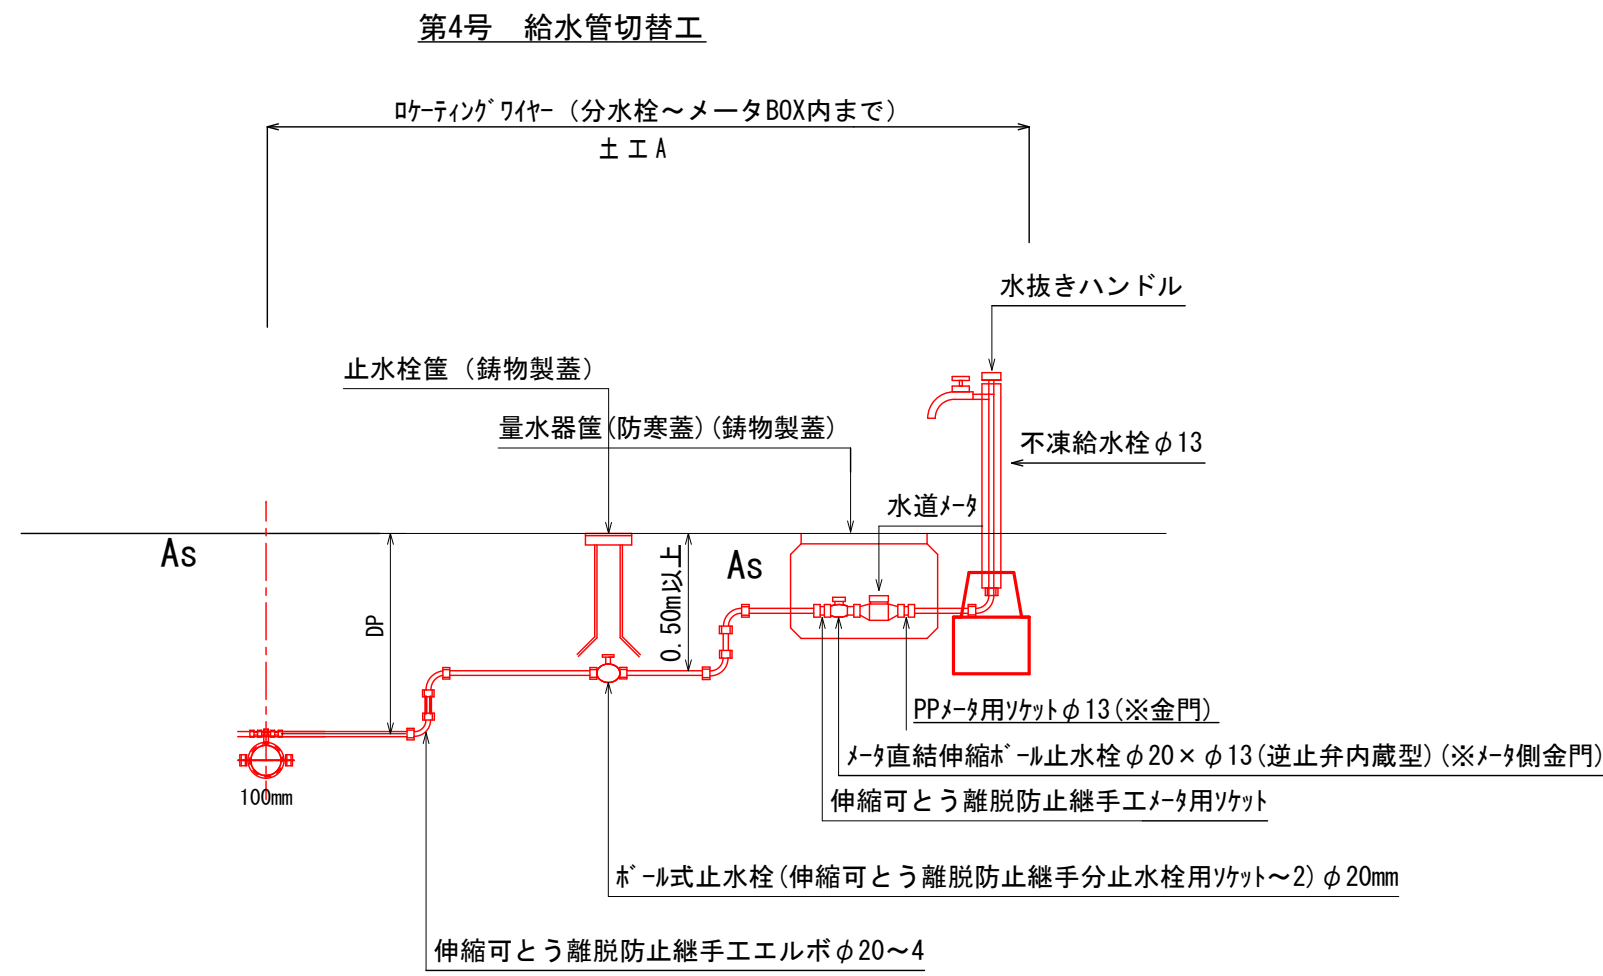 第4号　給水管切替工
ﾛｹｰﾃｨﾝｸﾞﾜｲﾔｰ（分水栓～メータBOX内まで）
土工A
水抜きハンドル
止水栓筺（鋳物製蓋）
量水器筺(防寒蓋)(鋳物製蓋)
不凍給水栓φ13
水道ﾒｰﾀ
As
As
DP
0.50m以上
100mm
PPﾒｰﾀ用ｿｹｯﾄφ13(※金門)
ﾒｰﾀ直結伸縮ﾎﾞｰﾙ止水栓φ20×φ13(逆止弁内蔵型)(※ﾒｰﾀ側金門)
伸縮可とう離脱防止継手工ﾒｰﾀ用ｿｹｯﾄ
ﾎﾞｰﾙ式止水栓(伸縮可とう離脱防止継手分止水栓用ｿｹｯﾄ～2)φ20mm
伸縮可とう離脱防止継手工エルボφ20～4